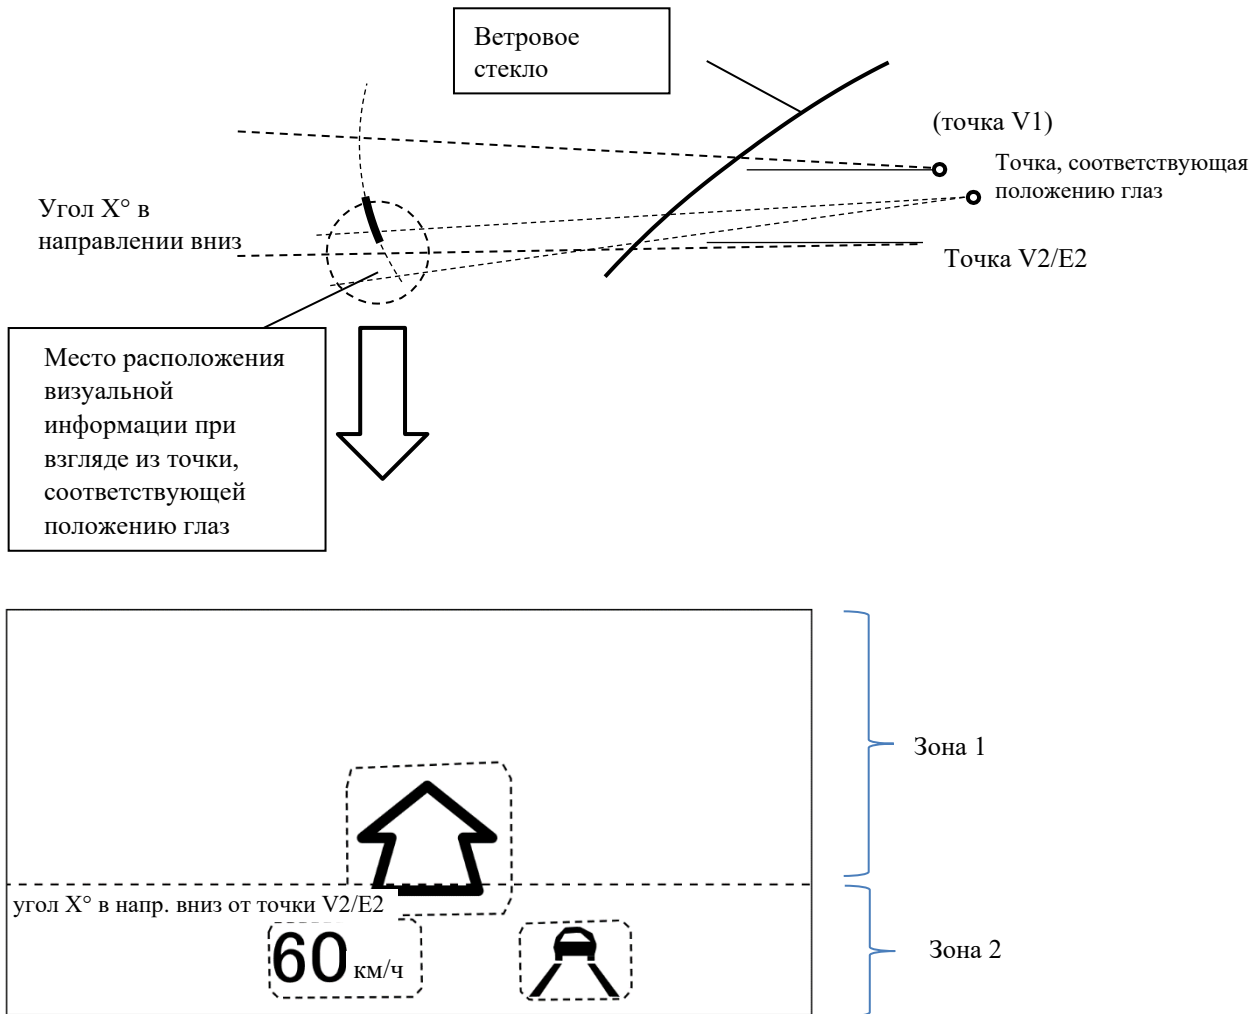 Ветровое
стекло
(точка V1)
Точка, соответствующая
положению глаз
Угол X° в
направлении вниз
Точка V2/E2
Место расположения
визуальной
информации при
взгляде из точки,
соответствующей
положению глаз
Зона 1
угол X° в напр. вниз от точки V2/E2
60 км/ч
Зона 2